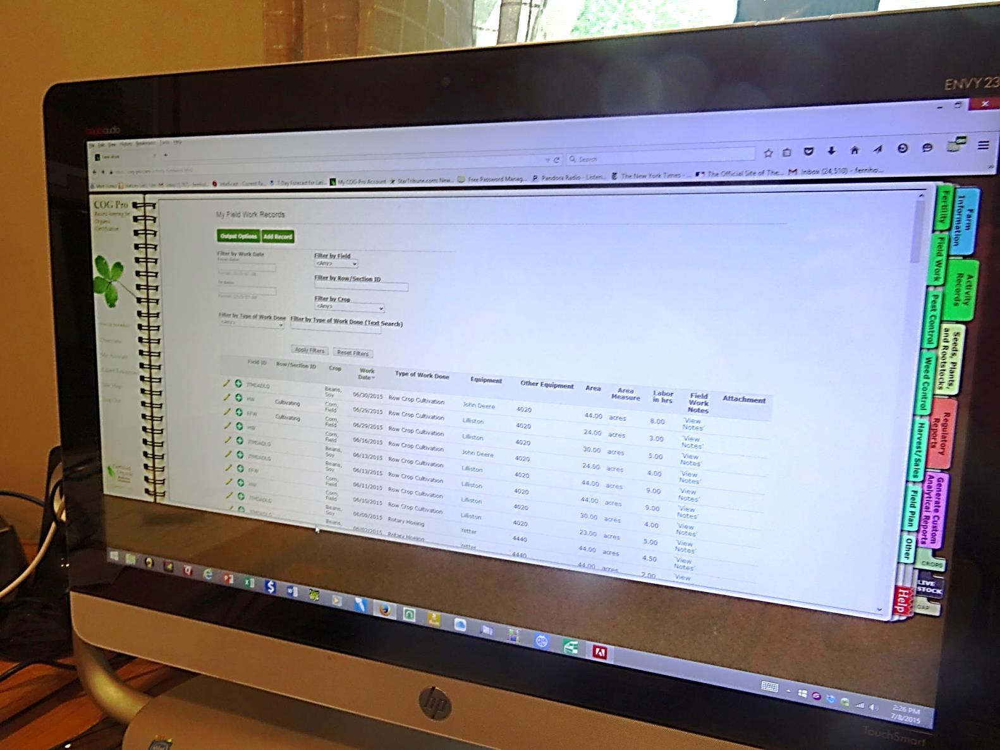 ENVY 23
audio
Search
My COG-Pro Account
StarTribune.com: New...
Free Password Manag...
Pandora Radio - Listen...
The New York Times - ...
The Official Site of The...
Inbox (24,510) - fernho...
COG Pro
Organic
Certification
My Field Work Records
Output Options Add Record
Filter by Work Date
Filter by Field
<Any>
Filter by Row/Section ID
Filter by Crop
<Any>
Filter by Type of Work Done Filter by Type of Work Done (Text Search)
<Any>
Apply Filters Reset Filters
Field ID Row/Section ID Crop Work Date Type of Work Done Equipment Other Equipment Area Area Measure Labor in hrs Field Work Notes Attachment
ITMEADLG Beans, Soy 06/30/2015 Row Crop Cultivation John Deere 4020 44.00 acres 8.00 'View Notes'
HW Cultivating Corn, Field 06/29/2015 Row Crop Cultivation Lilliston 4020 24.00 acres 3.00 'View Notes'
EFW Cultivating Corn, Field 06/29/2015 Row Crop Cultivation Lilliston 4020 30.00 acres 5.00 'View Notes'
HW Corn, Field 06/16/2015 Row Crop Cultivation John Deere 4020 24.00 acres 4.00 'View Notes'
ITMEADLG Beans, Soy 06/13/2015 Row Crop Cultivation Lilliston 4020 44.00 acres 9.00 'View Notes'
ITMEADLG Beans, Soy 06/13/2015 Row Crop Cultivation Lilliston 4020 44.00 acres 9.00 'View Notes'
EFW Corn, Field 06/11/2015 Row Crop Cultivation Lilliston 4020 30.00 acres 4.00 'View Notes'
HW Corn, Field 06/10/2015 Row Crop Cultivation Lilliston 4020 23.00 acres 5.00 'View Notes'
ITMEADLG Beans, Soy 06/09/2015 Rotary Hoeing Yetter 4440 44.00 acres 4.50 'View Notes'
ITMEADLG Beans, 06/02/2015 Rotary Hoeing Yetter 4440 44.00 acres 2.00 'View
Fertility
Field Work
Pest Control
Weed Control
Harvest/Sales
Field Plan
Other
Help
Farm Information
Activity Records
Seeds, Plants, and Rootstocks
Regulatory Reports
Generate Custom Analytical Reports
CROPS
LIVE
STOCK
GAP
Certified
Organic
2:26 PM
7/8/2015
hp
TouchSmart